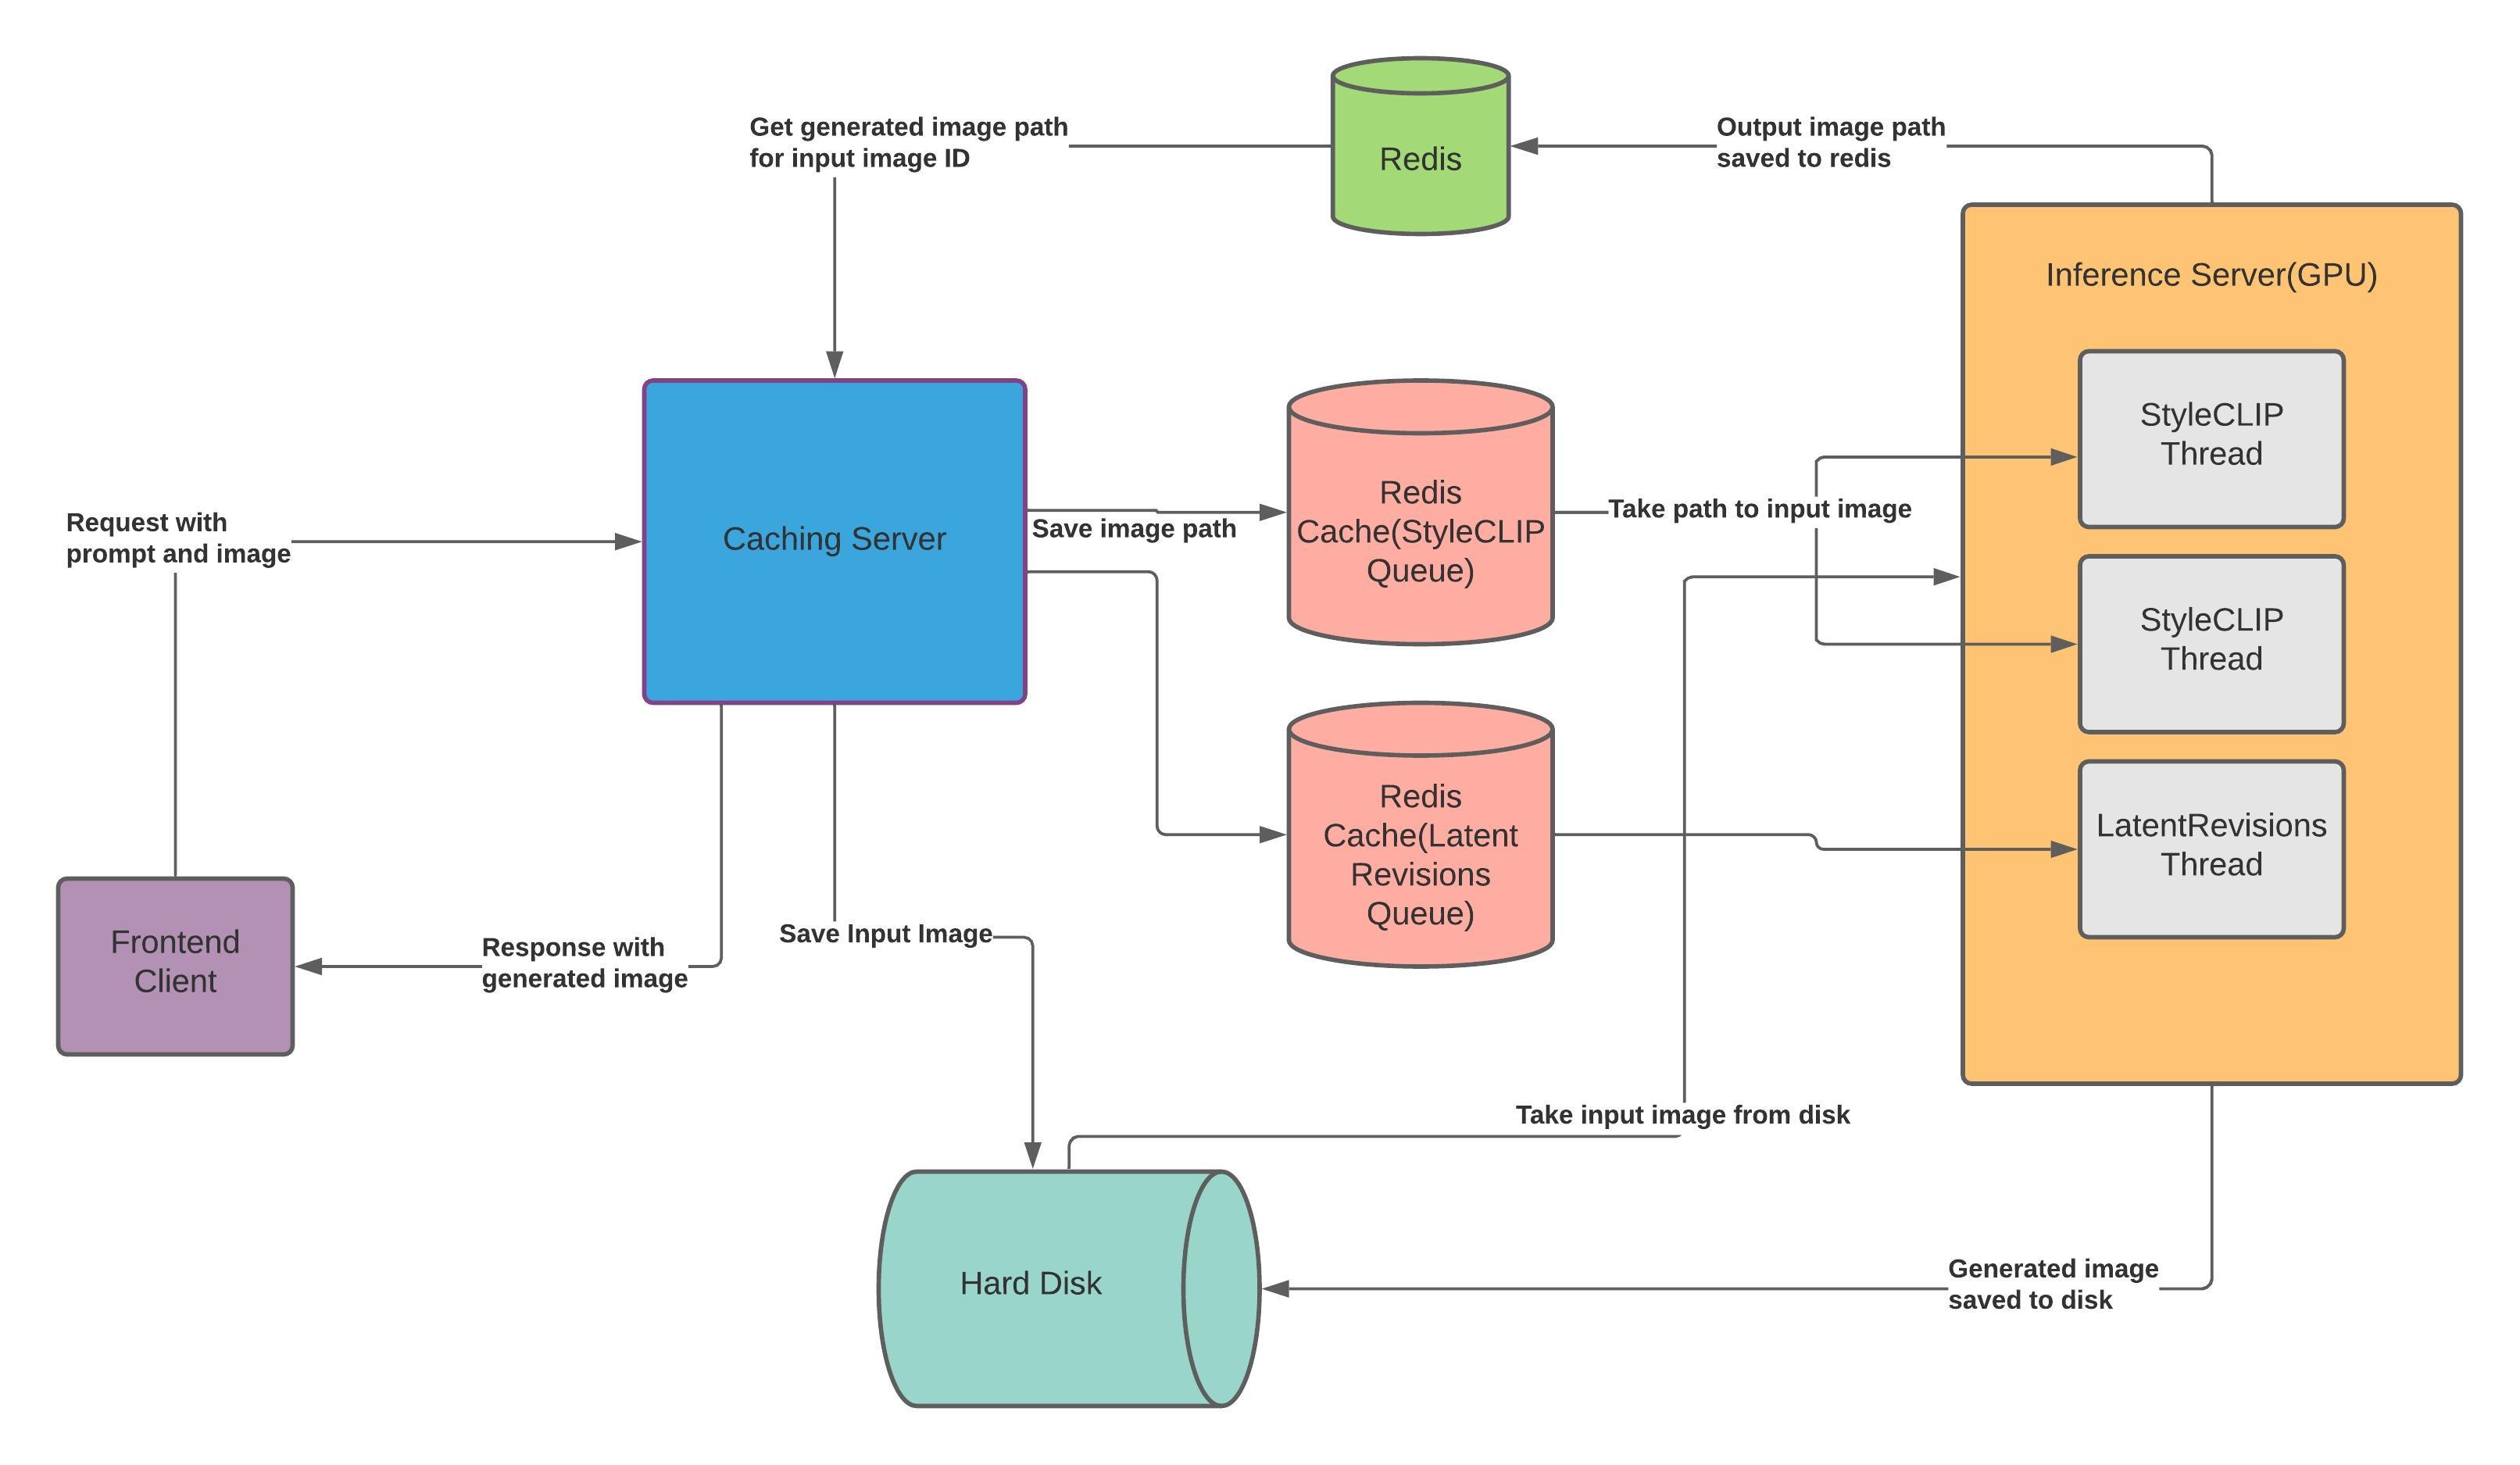 Get generated image path
for input image ID
Redis
Output image path
saved to redis
Inference Server(GPU)
StyleCLIP
Thread
Request with
prompt and image
Caching Server
Save image path
Redis
Cache(StyleCLIP
Queue)
Take path to input image
StyleCLIP
Thread
Redis
Cache(Latent
Revisions
Queue)
LatentRevisions
Thread
Frontend
Client
Response with
generated image
Save Input Image
Take input image from disk
Hard Disk
Generated image
saved to disk